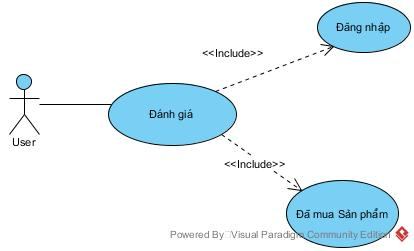 Đăng nhập
<<Include>>
Đánh giá
User
<<Include>>
Đã mua Sản phẩm
Powered By Visual Paradigm Community Edition